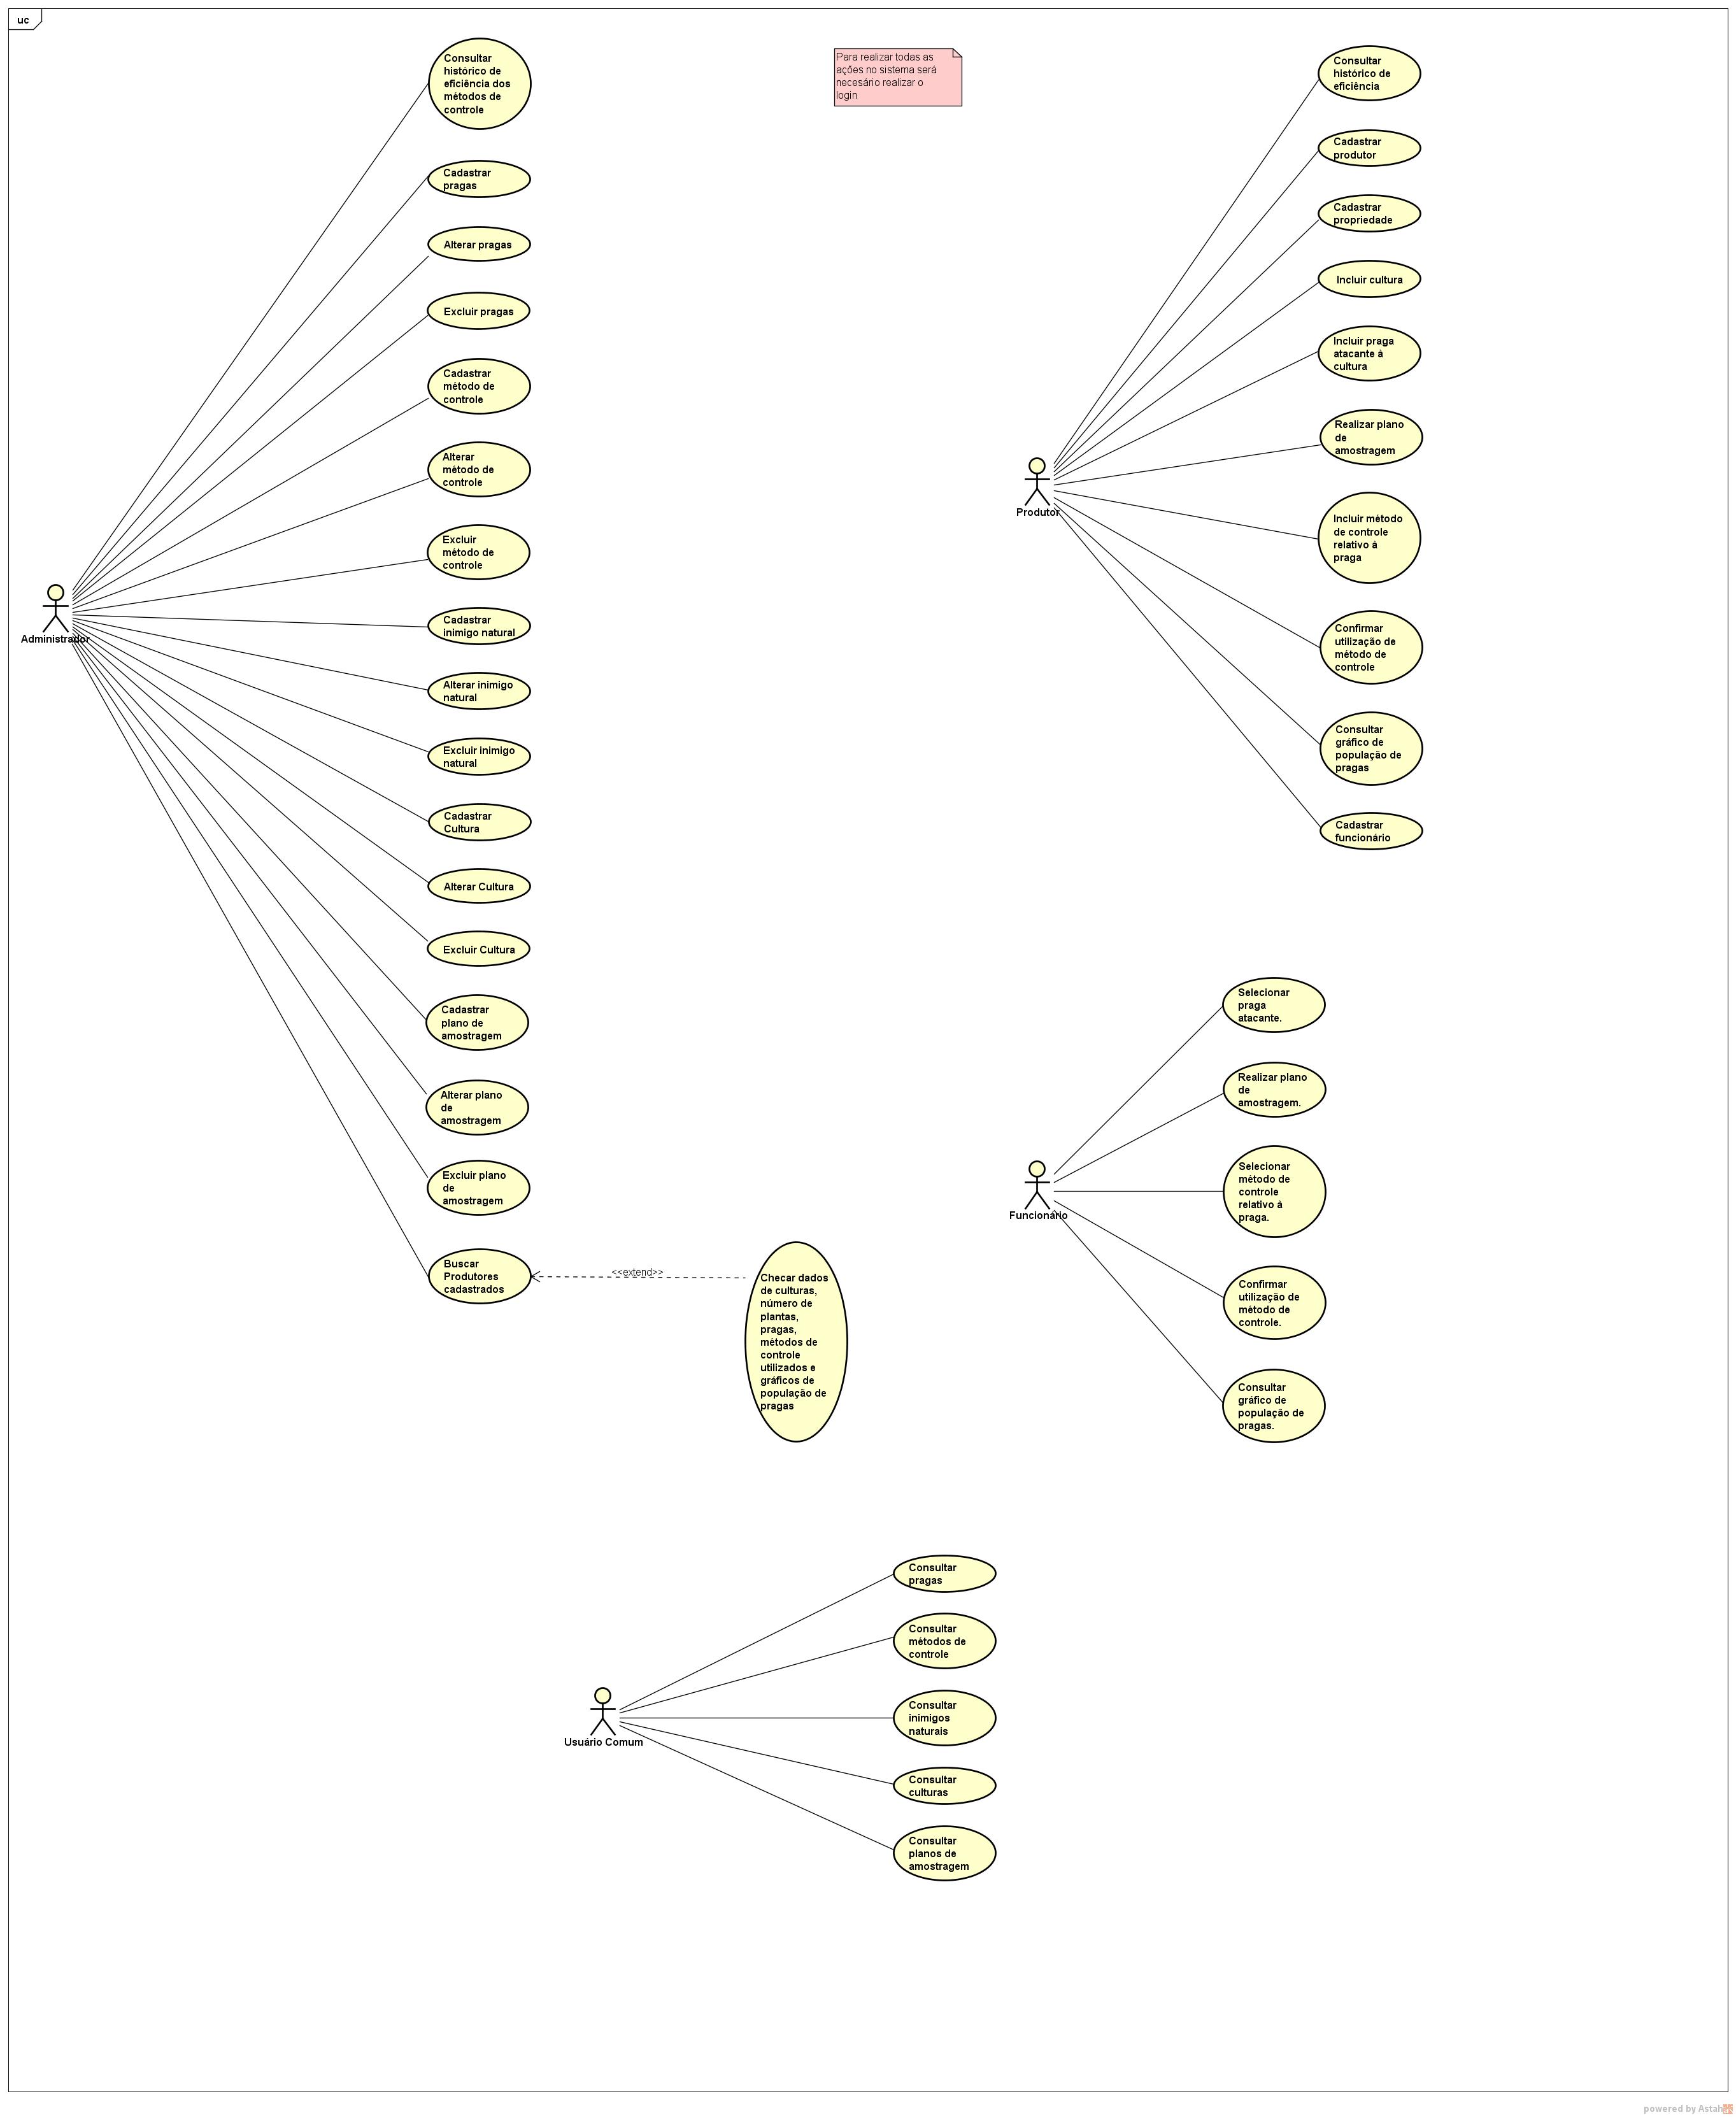 uc
Consultar
histórico de
eficiência dos
métodos de
controle
Cadastrar
pragas
Alterar pragas
Excluir pragas
Cadastrar
método de
controle
Alterar
método de
controle
Excluir
método de
controle
Cadastrar
inimigo natural
Alterar inimigo
natural
Excluir inimigo
natural
Cadastrar
Cultura
Alterar Cultura
Excluir Cultura
Cadastrar
plano de
amostragem
Alterar plano
de
amostragem
Excluir plano
de
amostragem
Buscar
Produtores
cadastrados
Administrador
<<extend>>
Checar dados
de culturas,
número de
plantas,
pragas,
métodos de
controle
utilizados e
gráficos de
população de
pragas
Para realizar todas as
ações no sistema será
necesário realizar o
login
Consultar
histórico de
eficiência
Cadastrar
produtor
Cadastrar
propriedade
Incluir cultura
Incluir praga
atacante à
cultura
Realizar plano
de
amostragem
Incluir método
de controle
relativo à
praga
Confirmar
utilização de
método de
controle
Consultar
gráfico de
população de
pragas
Cadastrar
funcionário
Produtor
Selecionar
praga
atacante.
Realizar plano
de
amostragem.
Selecionar
método de
controle
relativo à
praga.
Confirmar
utilização de
método de
controle.
Consultar
gráfico de
população de
pragas.
Funcionário
Consultar
pragas
Consultar
métodos de
controle
Consultar
inimigos
naturais
Consultar
culturas
Consultar
planos de
amostragem
Usuário Comum
powered by Astah